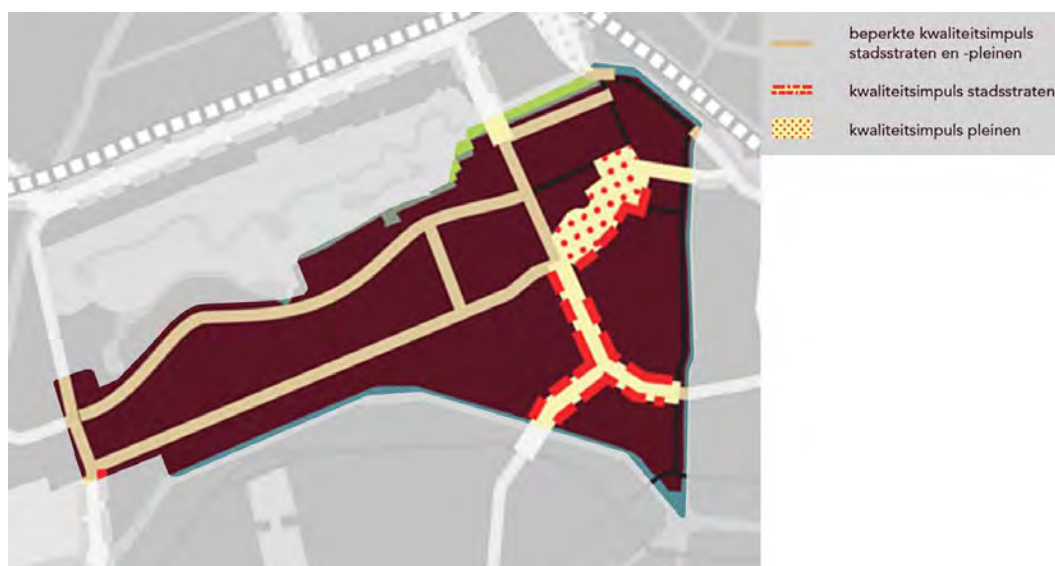 beperkte kwaliteitsimpuls
stadsstraten en -pleinen
kwaliteitsimpuls stadsstraten
kwaliteitsimpuls pleinen